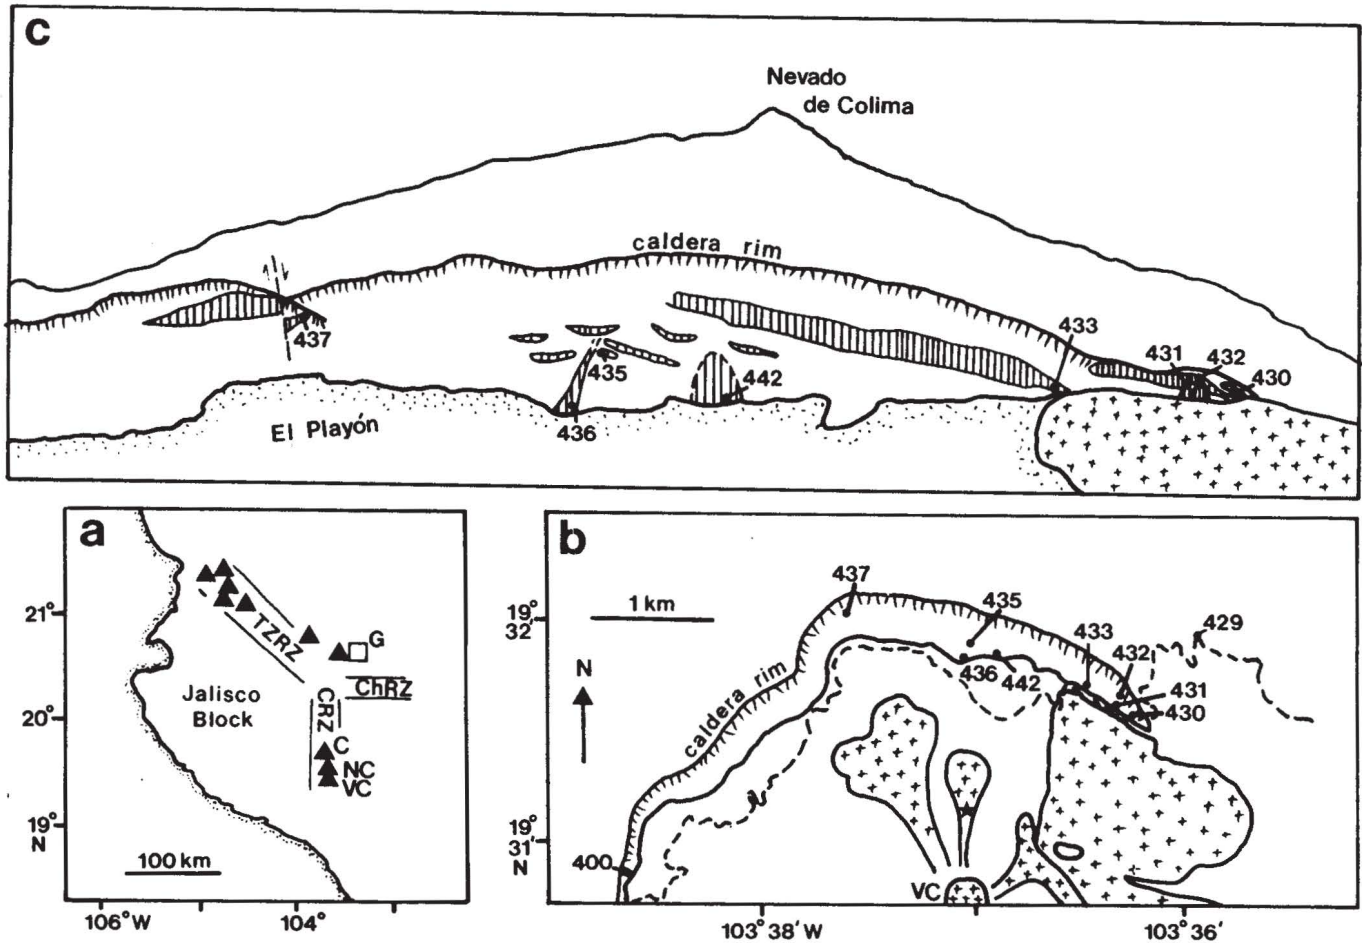 c
Nevado
de Colima
caldera rim
437
433
431
432
430
435
442
436
El Playón
a
21°
20°
19°
N
106°W
104°
TZRZ
G
ChRZ
CRZ
Jalisco
Block
C
NC
VC
100 km
b
1 km
N
19°
32'
19°
31'
N
437
435
433
429
432
436
442
431
430
caldera rim
400
VC
103°38'W
103°36'